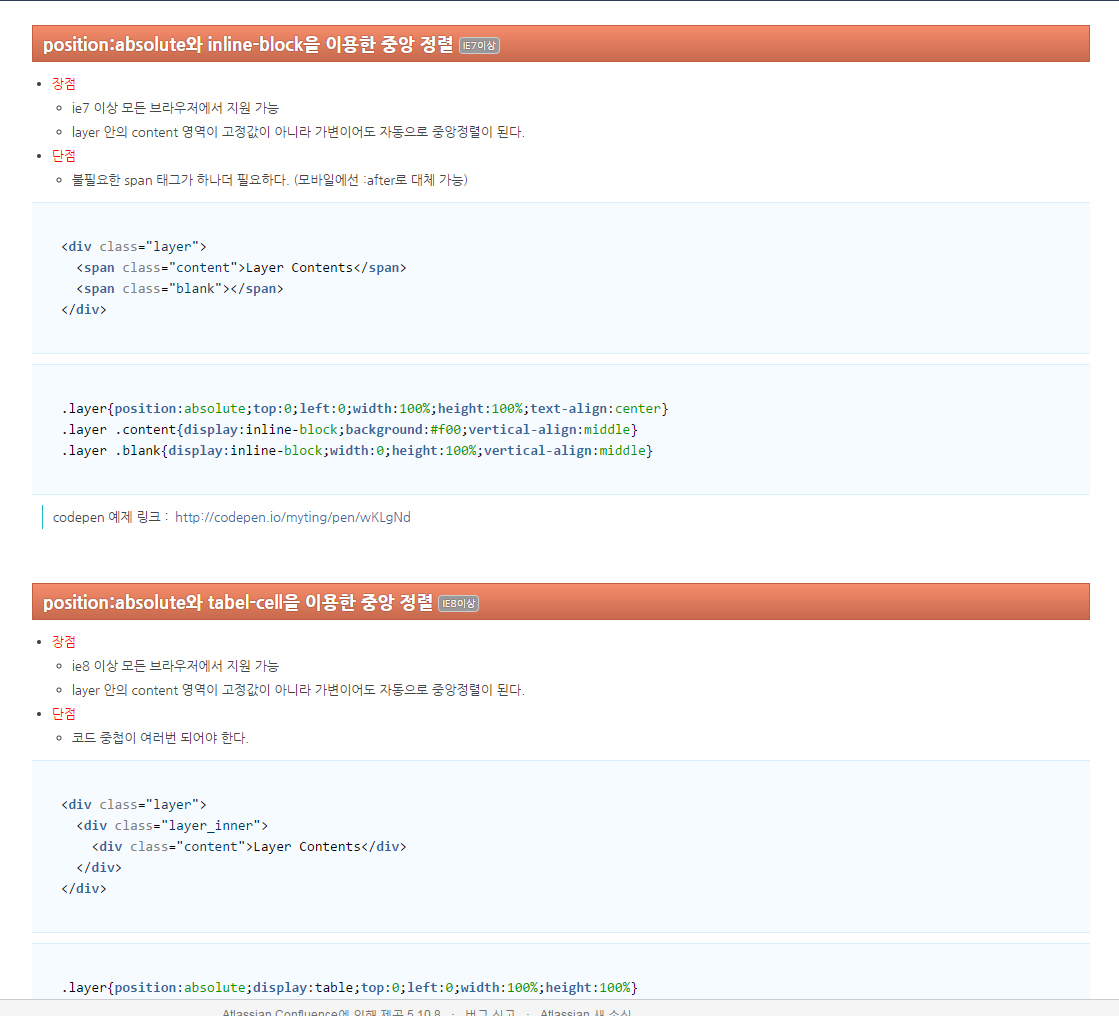 position:absolute와 inline-block을 이용한 중앙 정렬 IE7이상
장점
ie7 이상 모든 브라우저에서 지원 가능
layer 안의 content 영역이 고정값이 아니라 가변이어도 자동으로 중앙정렬이 된다.
단점
불필요한 span 태그가 하나더 필요하다. (모바일에선 :after로 대체 가능)
<div class="layer">
  <span class="content">Layer Contents</span>
  <span class="blank"></span>
</div>
.layer{position:absolute;top:0;left:0;width:100%;height:100%;text-align:center}
.layer .content{display:inline-block;background:#f00;vertical-align:middle}
.layer .blank{display:inline-block;width:0;height:100%;vertical-align:middle}
codepen 예제 링크 : http://codepen.io/myting/pen/wKLgNd
position:absolute와 tabel-cell을 이용한 중앙 정렬 IE8이상
장점
ie8 이상 모든 브라우저에서 지원 가능
layer 안의 content 영역이 고정값이 아니라 가변이어도 자동으로 중앙정렬이 된다.
단점
코드 중첩이 여러번 되어야 한다.
<div class="layer">
  <div class="layer_inner">
    <div class="content">Layer Contents</div>
  </div>
</div>
.layer{position:absolute;display:table;top:0;left:0;width:100%;height:100%}
Atlassian Confluence에 의해 제공 5.10.8 · 버그 신고 · Atlassian 새 소식